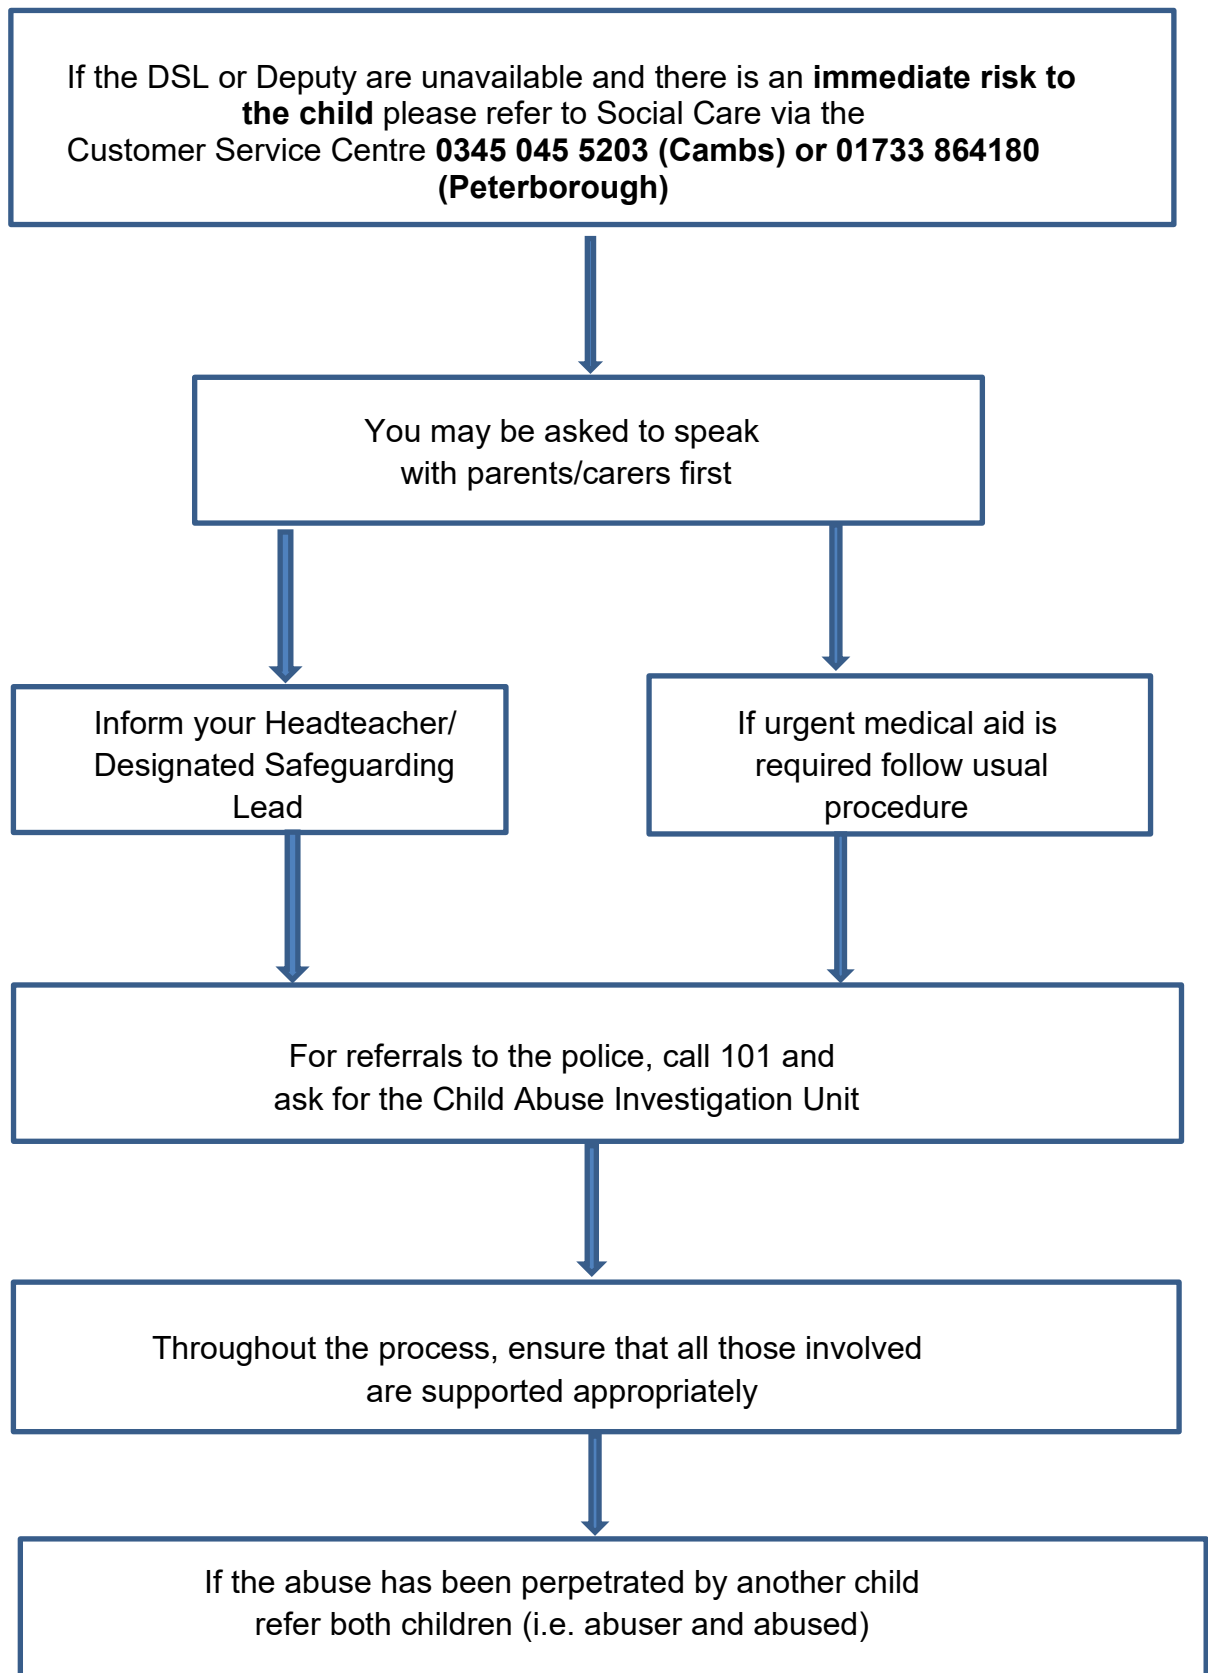 If the DSL or Deputy are unavailable and there is an immediate risk to
the child please refer to Social Care via the
Customer Service Centre 0345 045 5203 (Cambs) or 01733 864180
(Peterborough)
You may be asked to speak
with parents/carers first
Inform your Headteacher/
Designated Safeguarding
Lead
If urgent medical aid is
required follow usual
procedure
For referrals to the police, call 101 and
ask for the Child Abuse Investigation Unit
Throughout the process, ensure that all those involved
are supported appropriately
If the abuse has been perpetrated by another child
refer both children (i.e. abuser and abused)